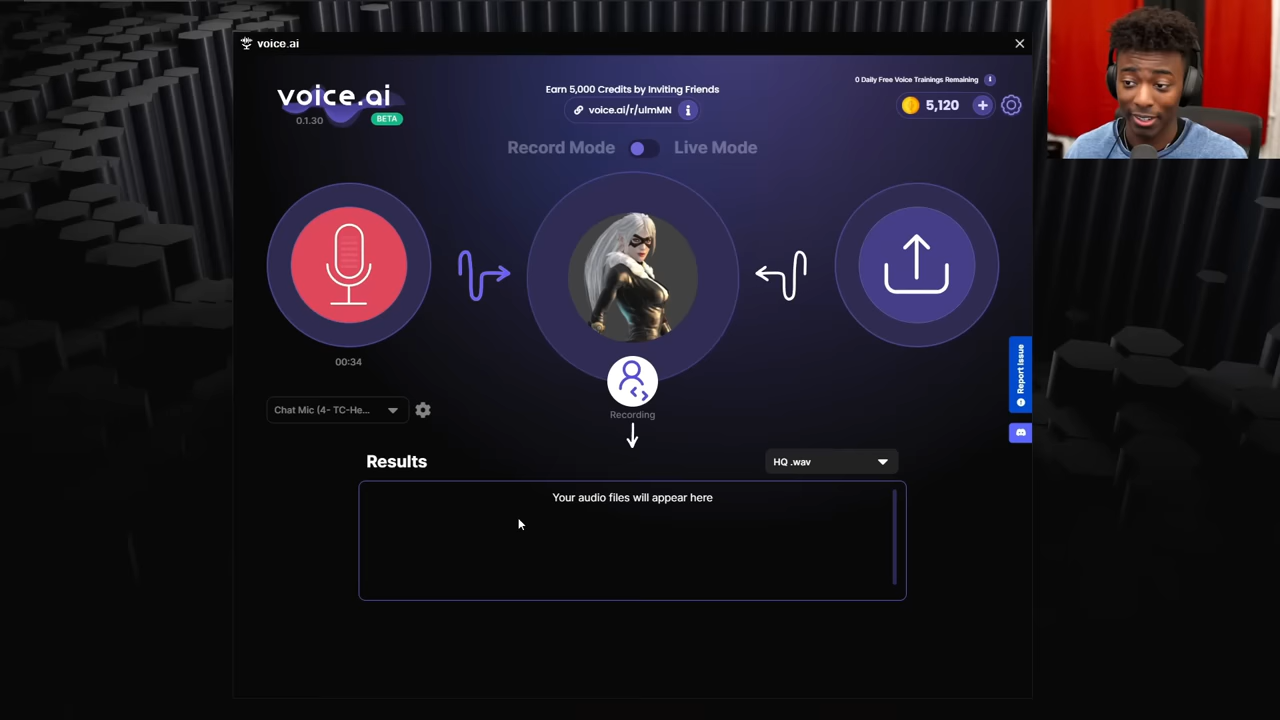 voice.ai
voice.ai
0.1.30
BETA
Earn 5,000 Credits by Inviting Friends
voice.ai/r/uImMN
0 Daily Free Voice Trainings Remaining
5,120
Record Mode
Live Mode
00:34
Chat Mic (4- TC-He...
Recording
Report Issue
Results
HQ .wav
Your audio files will appear here